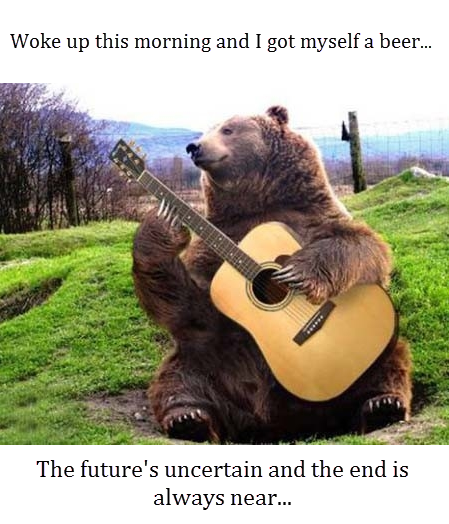 Woke up this morning and I got myself a beer...
The future's uncertain and the end is
always near...